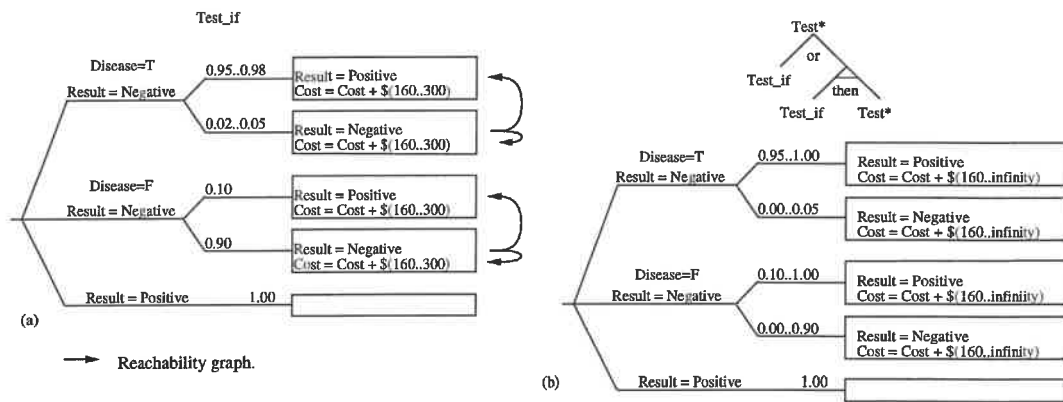 Test_if
Disease=T
Result = Negative
0.95..0.98
Result = Positive
Cost = Cost + $(160..300)
0.02..0.05
Result = Negative
Cost = Cost + $(160..300)
Disease=F
Result = Negative
0.10
Result = Positive
Cost = Cost + $(160..300)
0.90
Result = Negative
Cost = Cost + $(160..300)
Result = Positive 1.00
(a)
Reachability graph.
Test*
or
Test_if
then
Test_if Test*
Disease=T
Result = Negative
0.95..1.00
Result = Positive
Cost = Cost + $(160..infinity)
0.00..0.05
Result = Negative
Cost = Cost + $(160..infinity)
Disease=F
Result = Negative
0.10..1.00
Result = Positive
Cost = Cost + $(160..infiniity)
0.00..0.90
Result = Negative
Cost = Cost + $(160..infinity)
(b)
Result = Positive 1.00